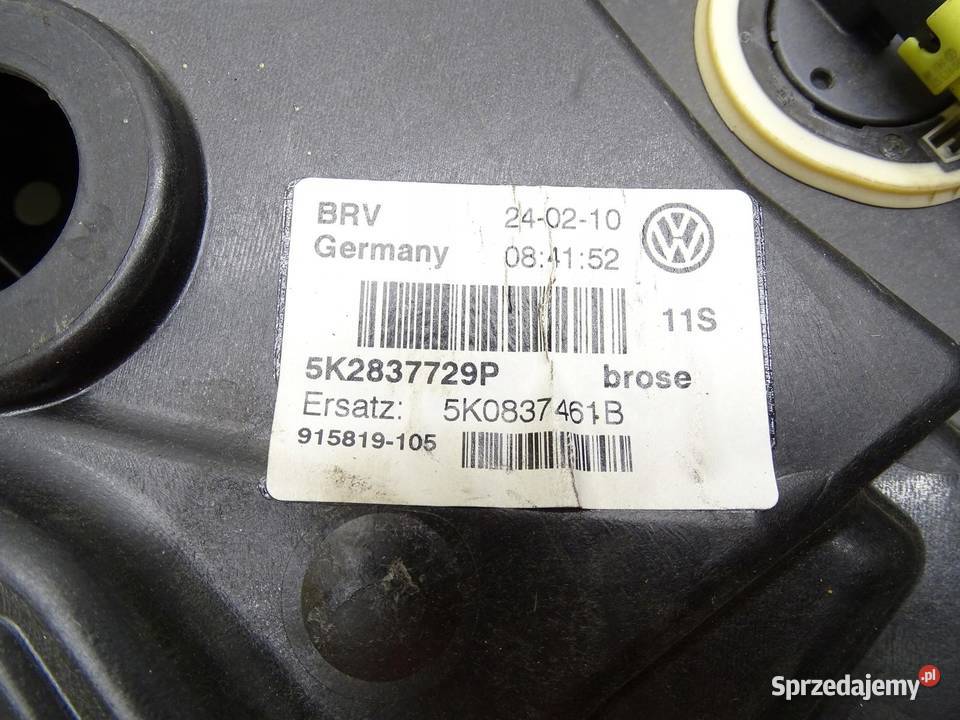 BRV 24-02-10
Germany 08:41:52
11S
5K2837729P brose
Ersatz: 5K0837461B
915819-105
Sprzedajemy.pl